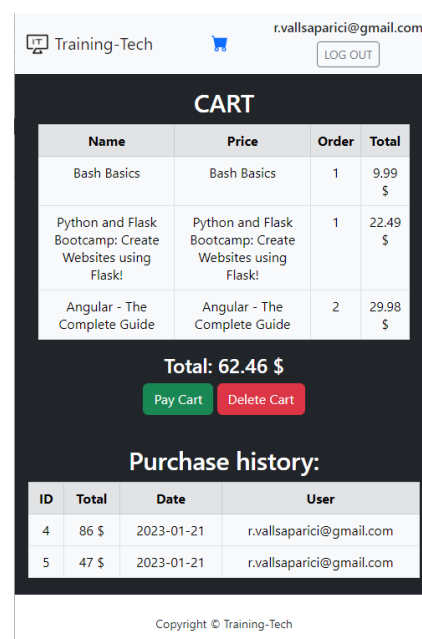 r.vallsaparici@gmail.com
IT Training-Tech
LOG OUT
CART
Name Price Order Total
Bash Basics Bash Basics 1 9.99
$
Python and Flask Python and Flask 1 22.49
Bootcamp: Create Bootcamp: Create $
Websites using Websites using
Flask! Flask!
Angular - The Angular - The 2 29.98
Complete Guide Complete Guide $
Total: 62.46 $
Pay Cart Delete Cart
Purchase history:
ID Total Date User
4 86 $ 2023-01-21 r.vallsaparici@gmail.com
5 47 $ 2023-01-21 r.vallsaparici@gmail.com
Copyright © Training-Tech